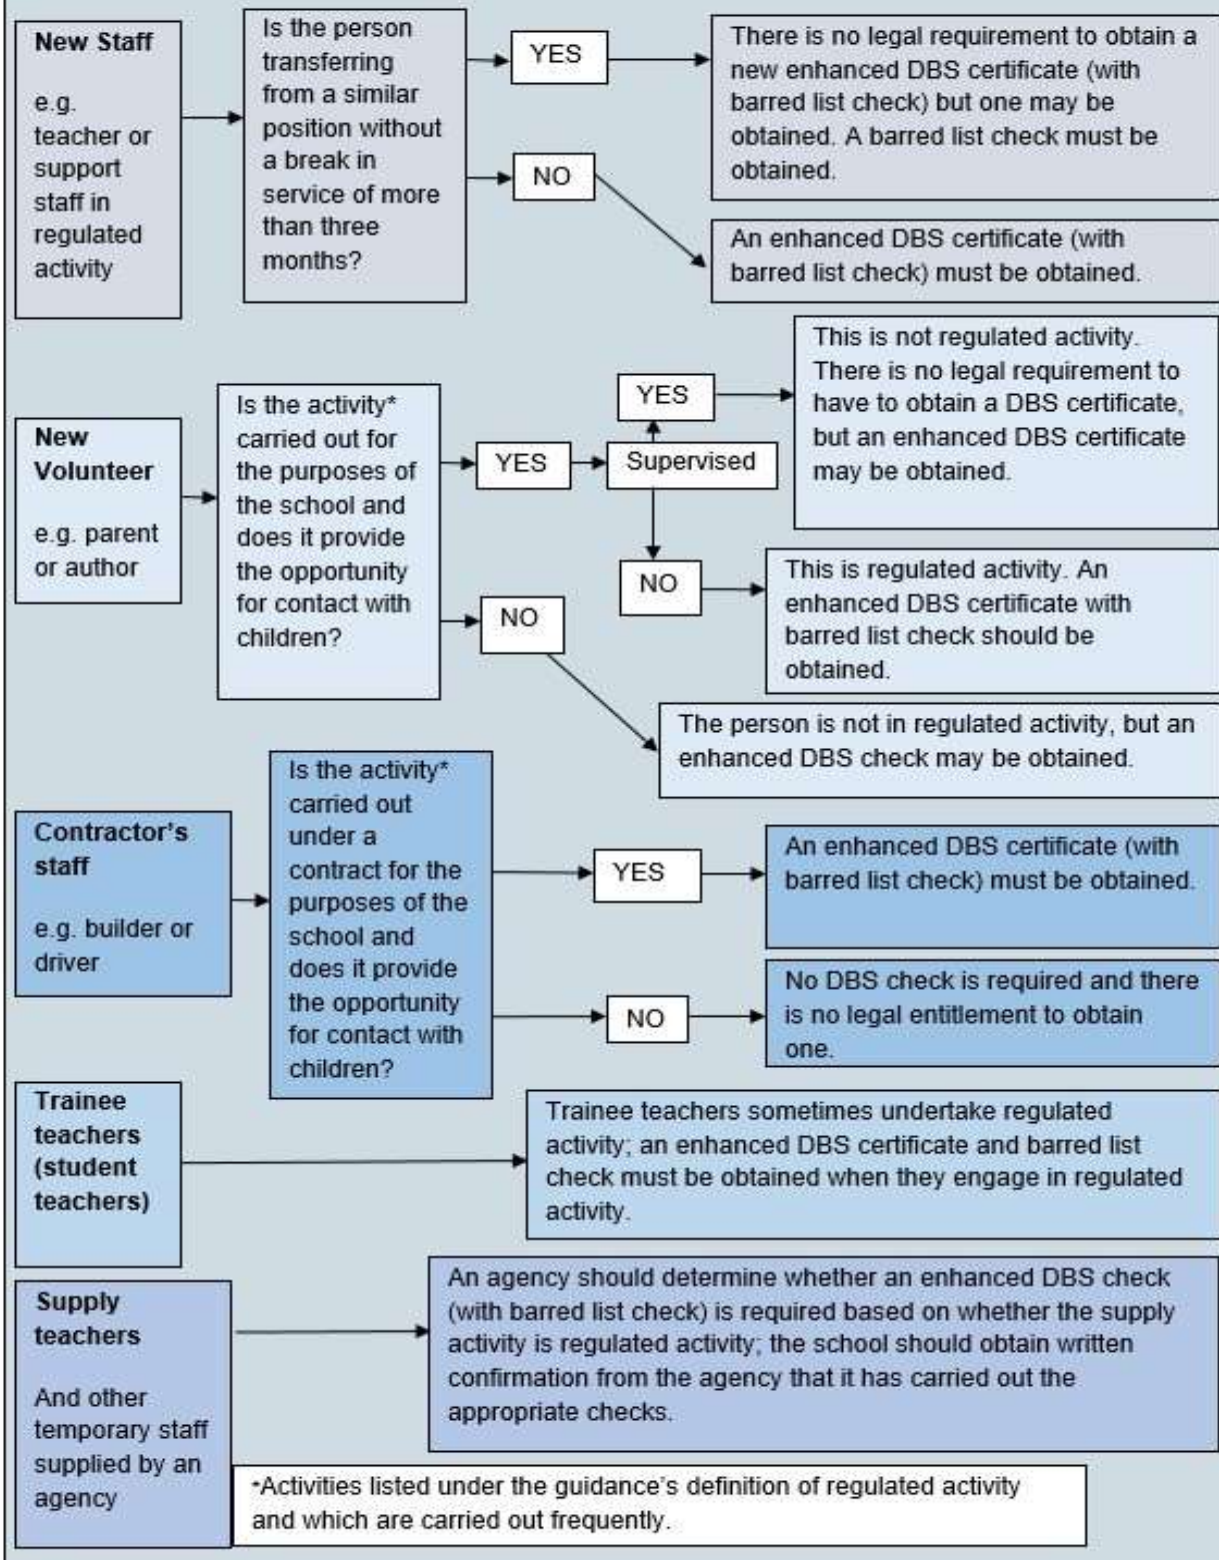 New Staff
e.g.
teacher or
support
staff in
regulated
activity
Is the person
transferring
from a similar
position without
a break in
service of more
than three
months?
YES
There is no legal requirement to obtain a
new enhanced DBS certificate (with
barred list check) but one may be
obtained. A barred list check must be
obtained.
NO
An enhanced DBS certificate (with
barred list check) must be obtained.
New
Volunteer
e.g. parent
or author
Is the activity*
carried out for
the purposes of
the school and
does it provide
the opportunity
for contact with
children?
YES
Supervised
YES
This is not regulated activity.
There is no legal requirement to
have to obtain a DBS certificate,
but an enhanced DBS certificate
may be obtained.
NO
This is regulated activity. An
enhanced DBS certificate with
barred list check should be
obtained.
NO
The person is not in regulated activity, but an
enhanced DBS check may be obtained.
Contractor's
staff
e.g. builder or
driver
Is the activity*
carried out
under a
contract for the
purposes of the
school and
does it provide
the opportunity
for contact with
children?
YES
An enhanced DBS certificate (with
barred list check) must be obtained.
NO
No DBS check is required and there
is no legal entitlement to obtain
one.
Trainee
teachers
(student
teachers)
Trainee teachers sometimes undertake regulated
activity; an enhanced DBS certificate and barred list
check must be obtained when they engage in regulated
activity.
Supply
teachers
And other
temporary staff
supplied by an
agency
An agency should determine whether an enhanced DBS check
(with barred list check) is required based on whether the supply
activity is regulated activity; the school should obtain written
confirmation from the agency that it has carried out the
appropriate checks.
*Activities listed under the guidance's definition of regulated activity
and which are carried out frequently.